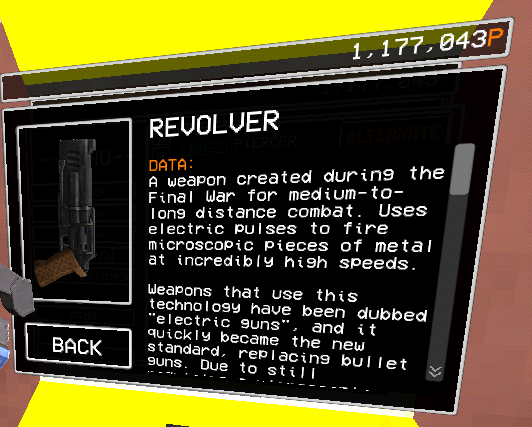 1,177,043P
REVOLVER
DATA:
A weapon created during the
Final War for medium-to-
long distance combat. Uses
electric pulses to fire
microscopic pieces of metal
at incredibly high speeds.
Weapons that use this
technology have been dubbed
"electric guns", and it
quickly became the new
standard, replacing bullet
guns. Due to still
BACK